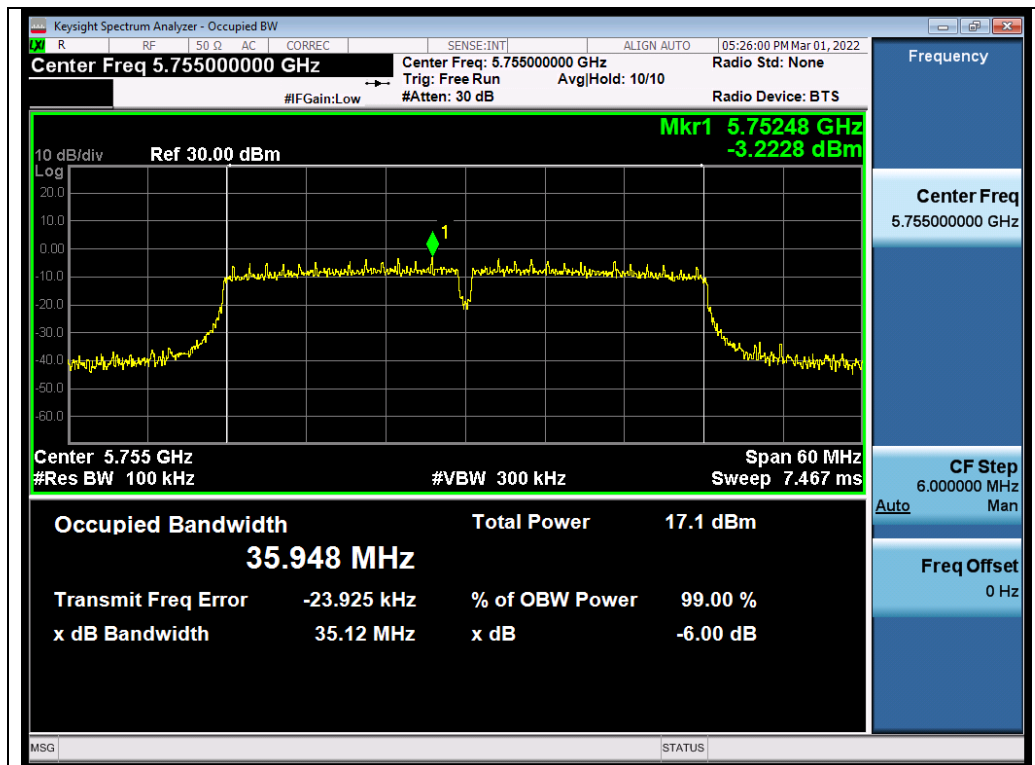 Keysight Spectrum Analyzer - Occupied BW
LXI R RF 50 Ω AC CORREC SENSE:INT ALIGN AUTO 05:26:00 PM Mar 01, 2022
Center Freq 5.755000000 GHz
Center Freq: 5.755000000 GHz Radio Std: None
Trig: Free Run Avg|Hold: 10/10
#IFGain:Low #Atten: 30 dB Radio Device: BTS
Mkr1 5.75248 GHz
-3.2228 dBm
10 dB/div Ref 30.00 dBm
Log
20.0
10.0
0.00
-10.0
-20.0
-30.0
-40.0
-50.0
-60.0
1
Center 5.755 GHz Span 60 MHz
#Res BW 100 kHz #VBW 300 kHz Sweep 7.467 ms
Occupied Bandwidth Total Power 17.1 dBm
35.948 MHz
Transmit Freq Error -23.925 kHz % of OBW Power 99.00 %
x dB Bandwidth 35.12 MHz x dB -6.00 dB
Frequency
Center Freq
5.755000000 GHz
CF Step
6.000000 MHz
Auto Man
Freq Offset
0 Hz
MSG STATUS